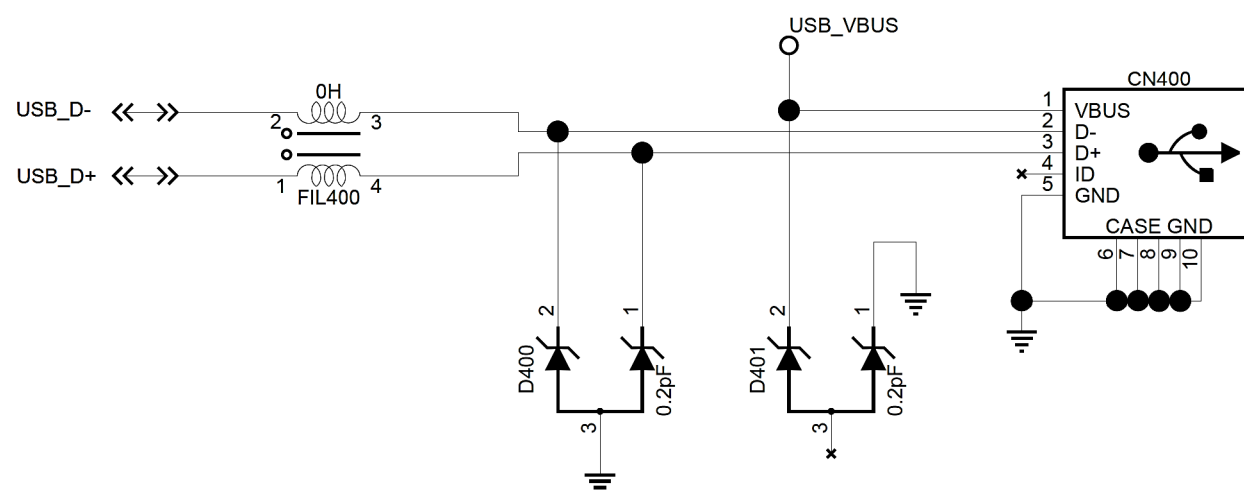 USB_VBUS
CN400
USB_D-
0H
2
3
1
VBUS
2
D-
3
D+
4
ID
5
GND
USB_D+
1
4
FIL400
CASE GND
6
7
8
9
10
2
1
D400
0.2pF
3
2
1
D401
0.2pF
3